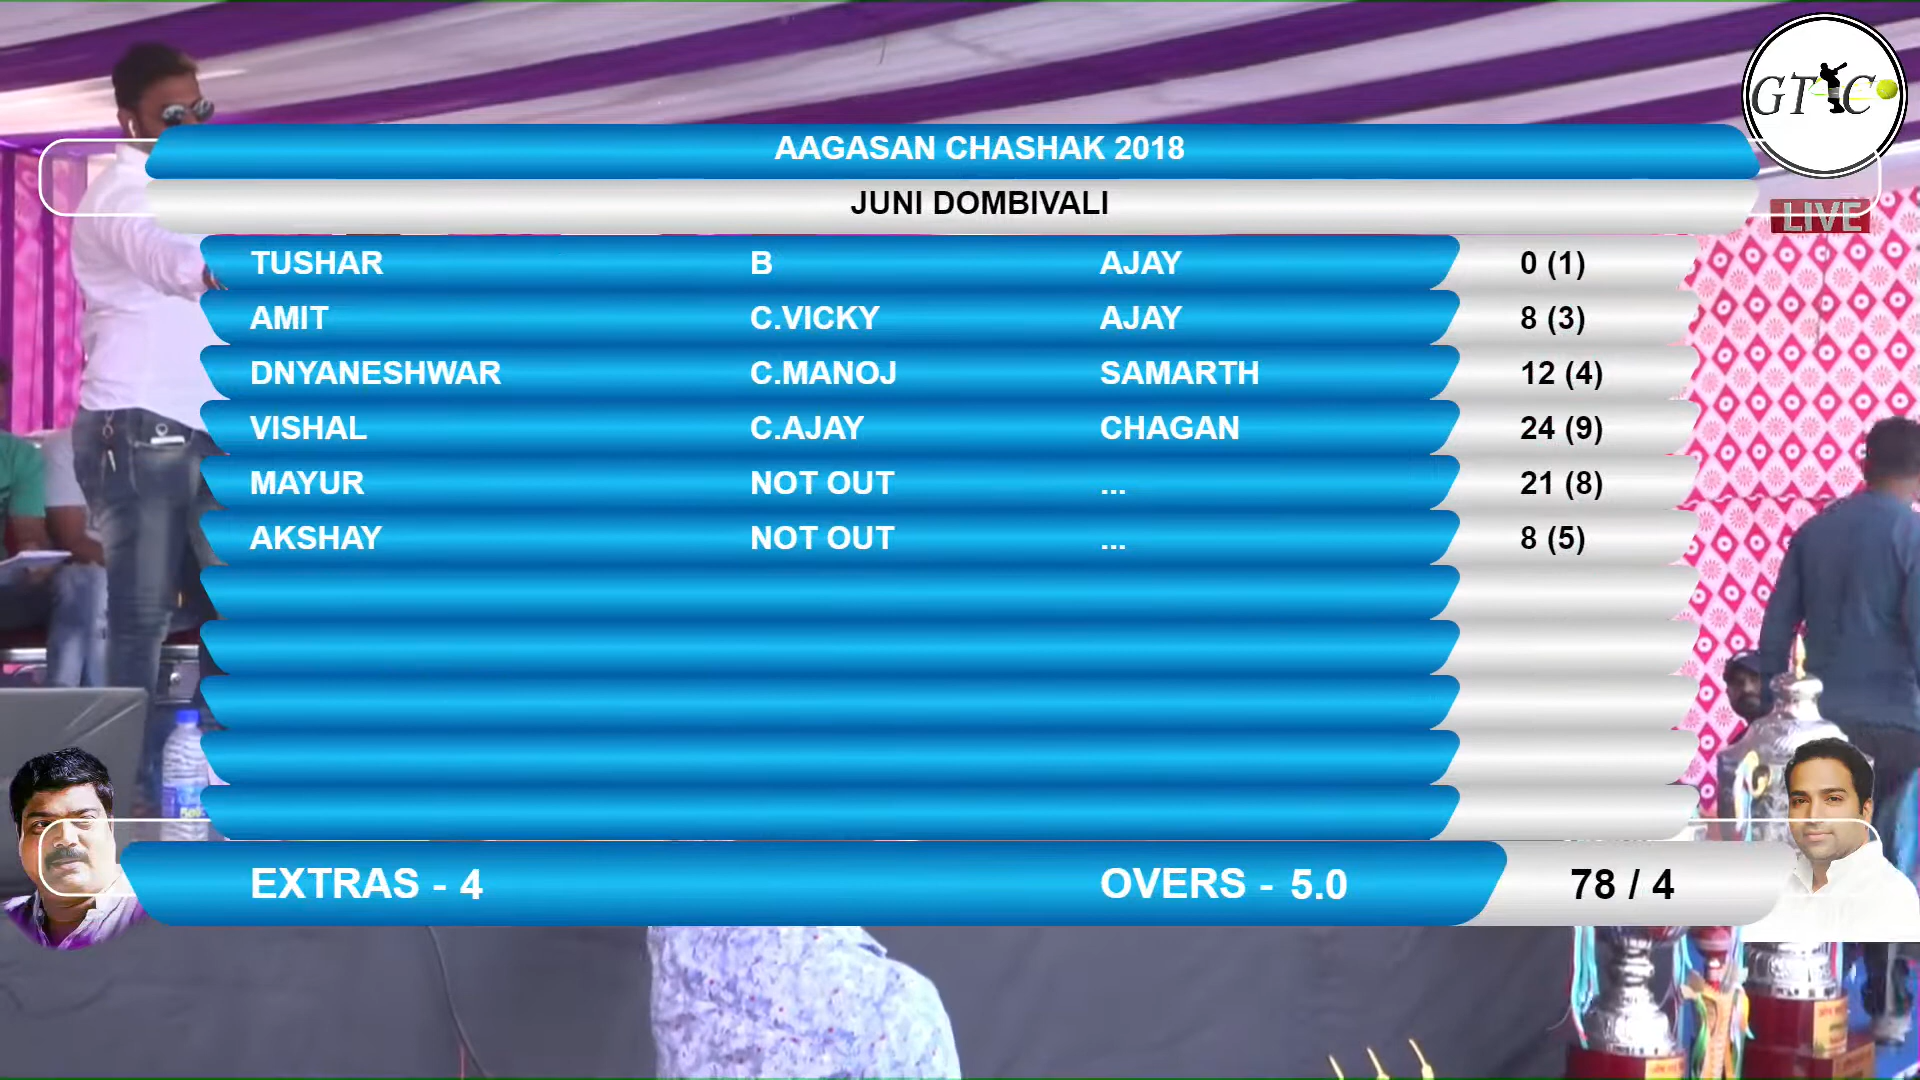 GTC
AAGASAN CHASHAK 2018
JUNI DOMBIVALI
LIVE
TUSHAR B AJAY 0 (1)
AMIT C.VICKY AJAY 8 (3)
DNYANESHWAR C.MANOJ SAMARTH 12 (4)
VISHAL C.AJAY CHAGAN 24 (9)
MAYUR NOT OUT ... 21 (8)
AKSHAY NOT OUT ... 8 (5)
EXTRAS - 4 OVERS - 5.0 78 / 4